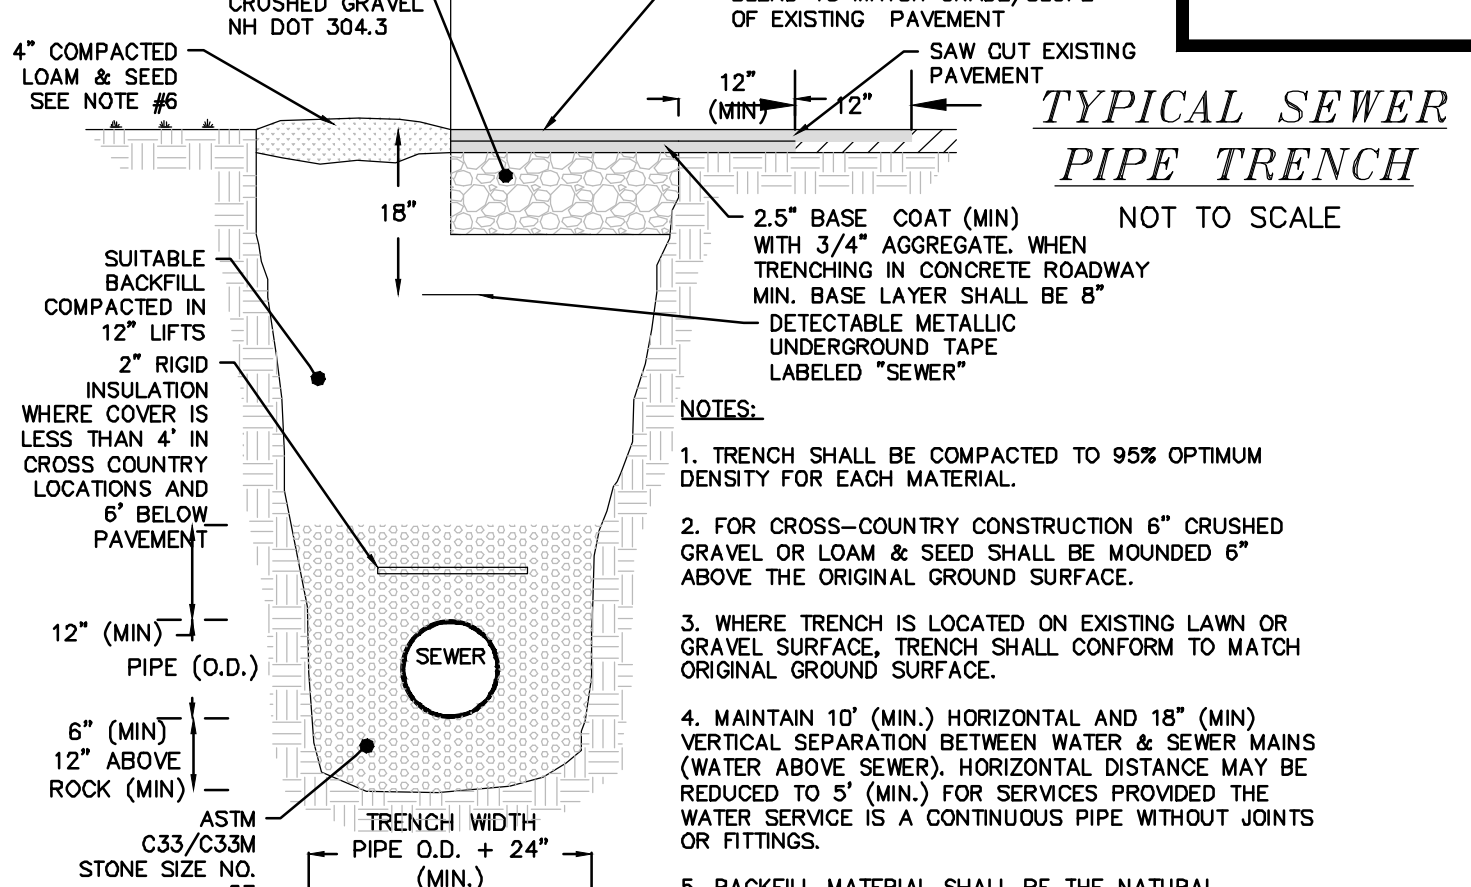 CRUSHED GRAVEL
NH DOT 304.3
OF EXISTING PAVEMENT
4" COMPACTED
LOAM & SEED
SEE NOTE #6
SAW CUT EXISTING
PAVEMENT
12"
(MIN)
12"
TYPICAL SEWER
PIPE TRENCH
NOT TO SCALE
18"
2.5" BASE COAT (MIN)
WITH 3/4" AGGREGATE. WHEN
TRENCHING IN CONCRETE ROADWAY
MIN. BASE LAYER SHALL BE 8"
DETECTABLE METALLIC
UNDERGROUND TAPE
LABELED "SEWER"
SUITABLE
BACKFILL
COMPACTED IN
12" LIFTS
2" RIGID
INSULATION
WHERE COVER IS
LESS THAN 4' IN
CROSS COUNTRY
LOCATIONS AND
6' BELOW
PAVEMENT
12" (MIN)
PIPE (O.D.)
6" (MIN)
12" ABOVE
ROCK (MIN)
SEWER
ASTM
C33/C33M
STONE SIZE NO.
TRENCH WIDTH
PIPE O.D. + 24"
(MIN.)
NOTES:
1. TRENCH SHALL BE COMPACTED TO 95% OPTIMUM
DENSITY FOR EACH MATERIAL.
2. FOR CROSS-COUNTRY CONSTRUCTION 6" CRUSHED
GRAVEL OR LOAM & SEED SHALL BE MOUNDED 6"
ABOVE THE ORIGINAL GROUND SURFACE.
3. WHERE TRENCH IS LOCATED ON EXISTING LAWN OR
GRAVEL SURFACE, TRENCH SHALL CONFORM TO MATCH
ORIGINAL GROUND SURFACE.
4. MAINTAIN 10' (MIN.) HORIZONTAL AND 18" (MIN)
VERTICAL SEPARATION BETWEEN WATER & SEWER MAINS
(WATER ABOVE SEWER). HORIZONTAL DISTANCE MAY BE
REDUCED TO 5' (MIN.) FOR SERVICES PROVIDED THE
WATER SERVICE IS A CONTINUOUS PIPE WITHOUT JOINTS
OR FITTINGS.
5. BACKFILL MATERIAL SHALL BE THE NATURAL